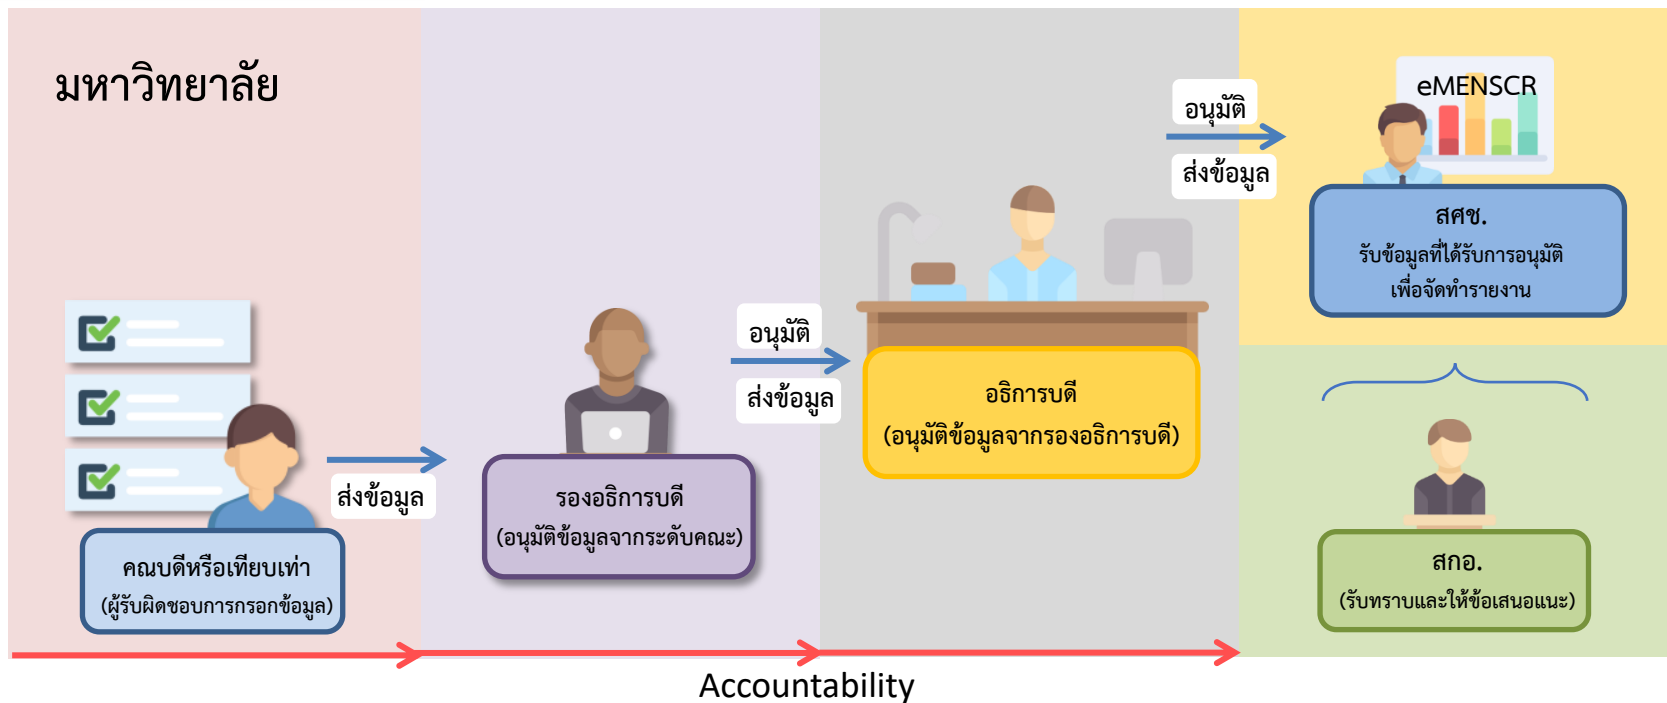 มหาวิทยาลัย
คณบดีหรือเทียบเท่า
(ผู้รับผิดชอบการกรอกข้อมูล)
ส่งข้อมูล
รองอธิการบดี
(อนุมัติข้อมูลจากระดับคณะ)
อนุมัติ
ส่งข้อมูล
อธิการบดี
(อนุมัติข้อมูลจากรองอธิการบดี)
อนุมัติ
ส่งข้อมูล
eMENSCR
สศช.
รับข้อมูลที่ได้รับการอนุมัติ
เพื่อจัดทำรายงาน
สกอ.
(รับทราบและให้ข้อเสนอแนะ)
Accountability